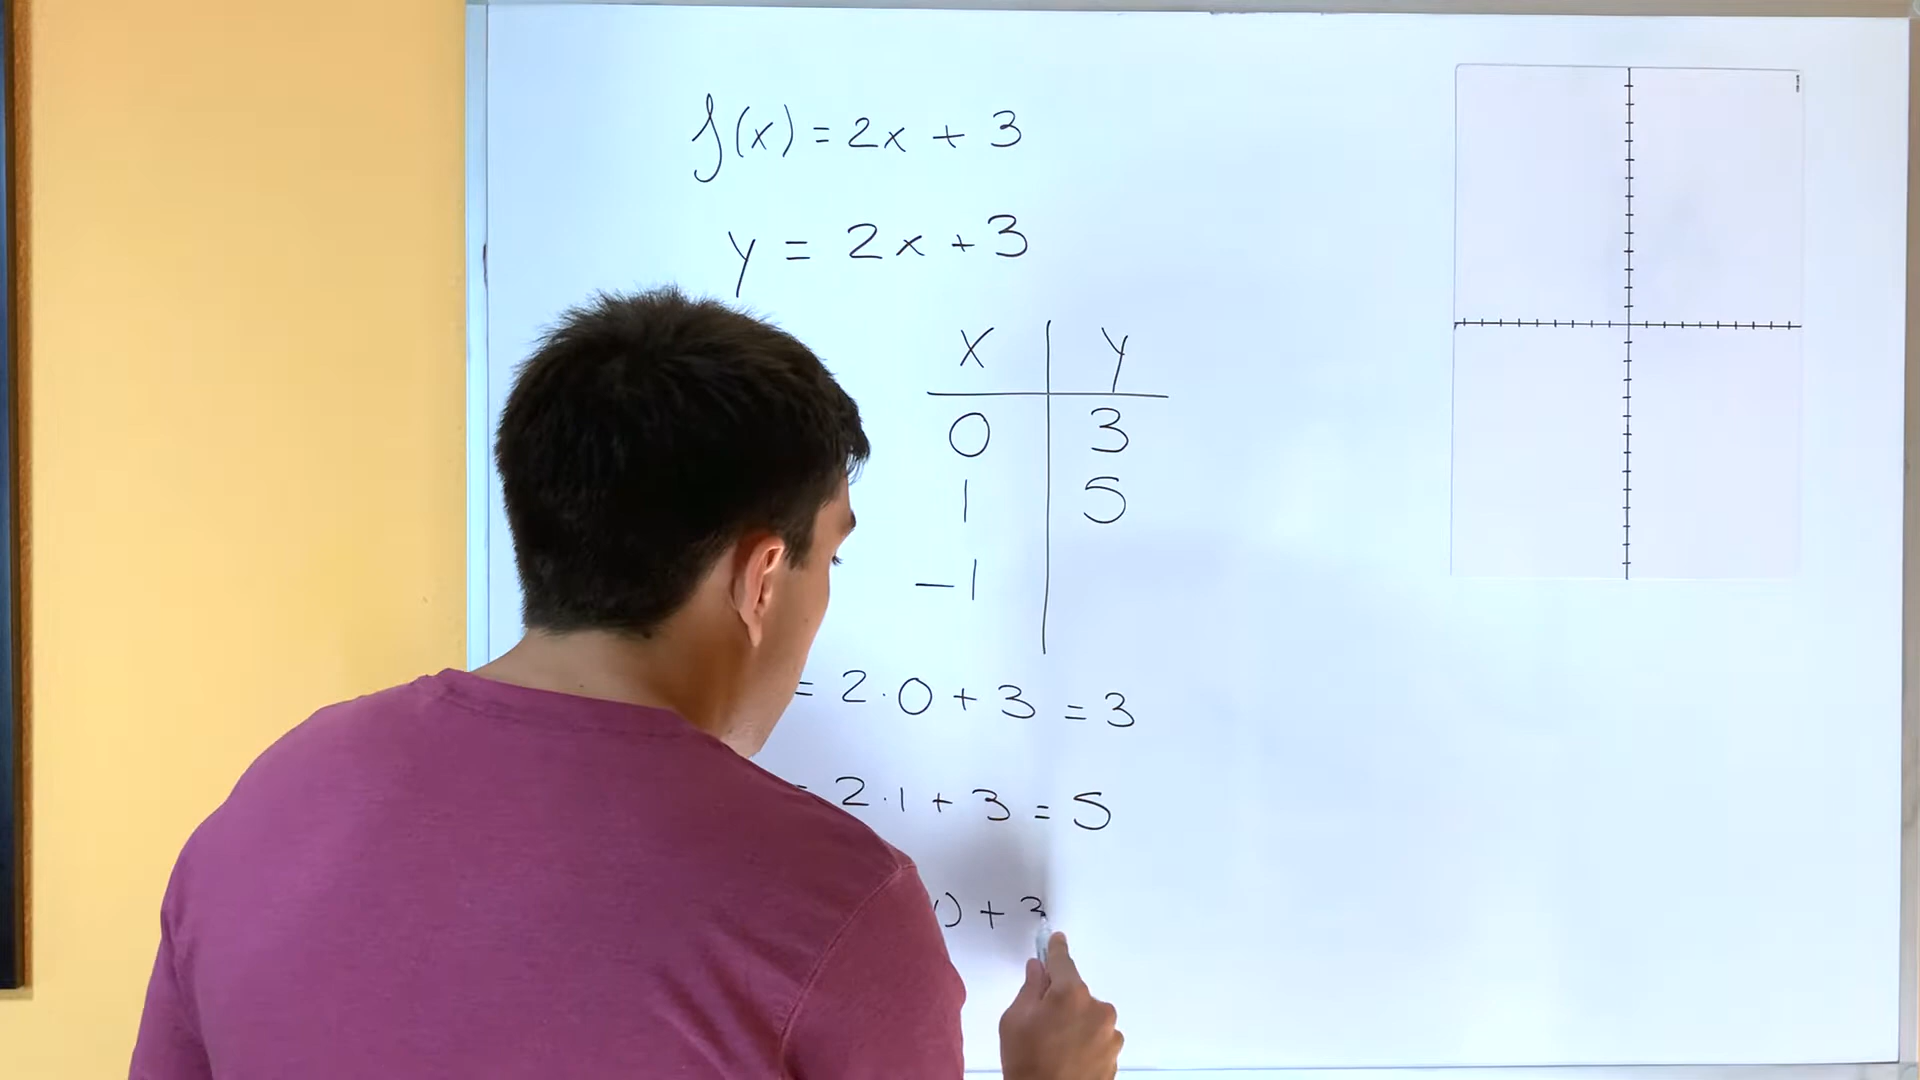 f(x) = 2x + 3
y = 2x + 3
x y
0 3
1 5
-1
= 2·0 + 3 = 3
= 2·1 + 3 = 5
) + 3